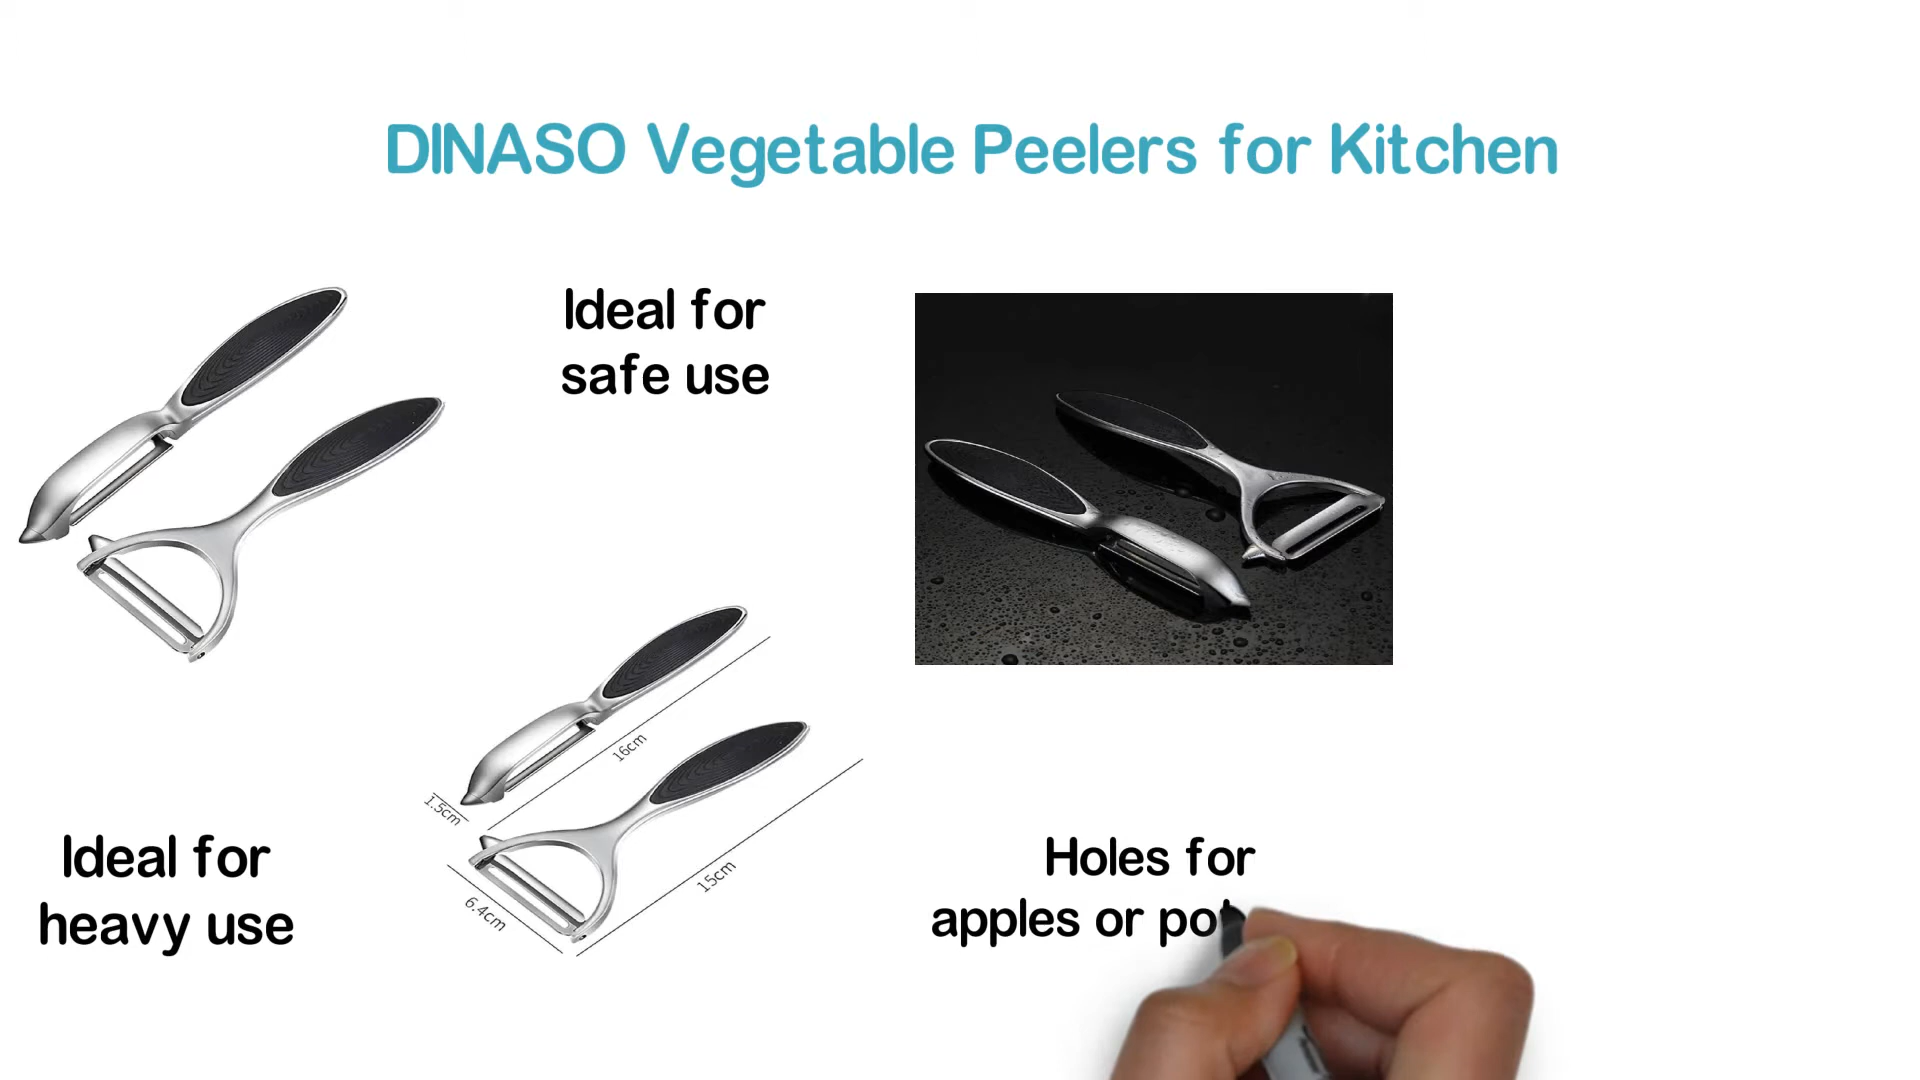 DINASO Vegetable Peelers for Kitchen
Ideal for
safe use
16cm
1.5cm
15cm
6.4cm
Ideal for
heavy use
Holes for
apples or